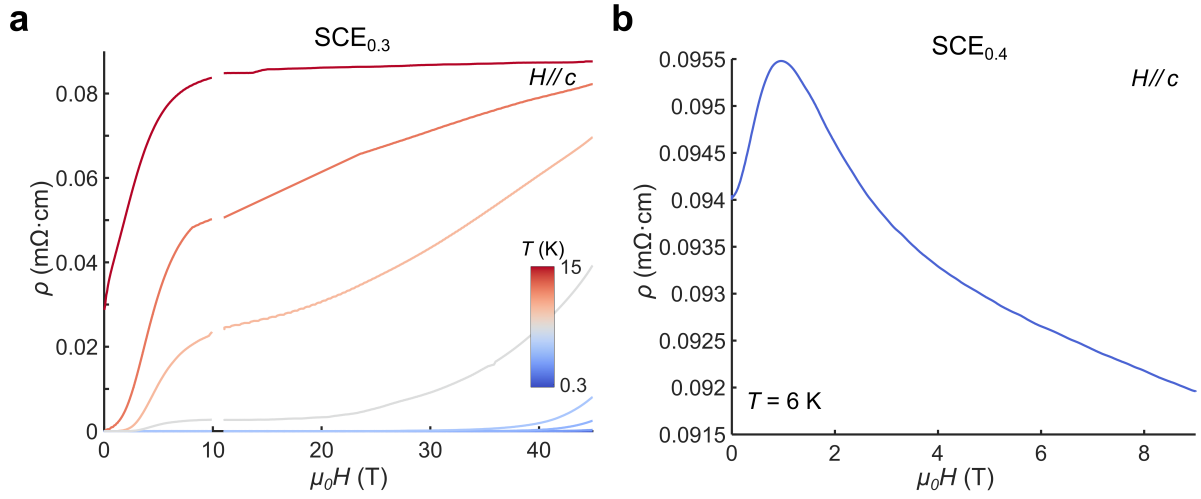 a
SCE0.3
H// c
0.08
0.06
0.04
0.02
0
ρ (mΩ·cm)
T (K)
15
0.3
0 10 20 30 40
μ0H (T)
b
SCE0.4
H// c
0.0955
0.095
0.0945
0.094
0.0935
0.093
0.0925
0.092
0.0915
ρ (mΩ·cm)
T = 6 K
0 2 4 6 8
μ0H (T)